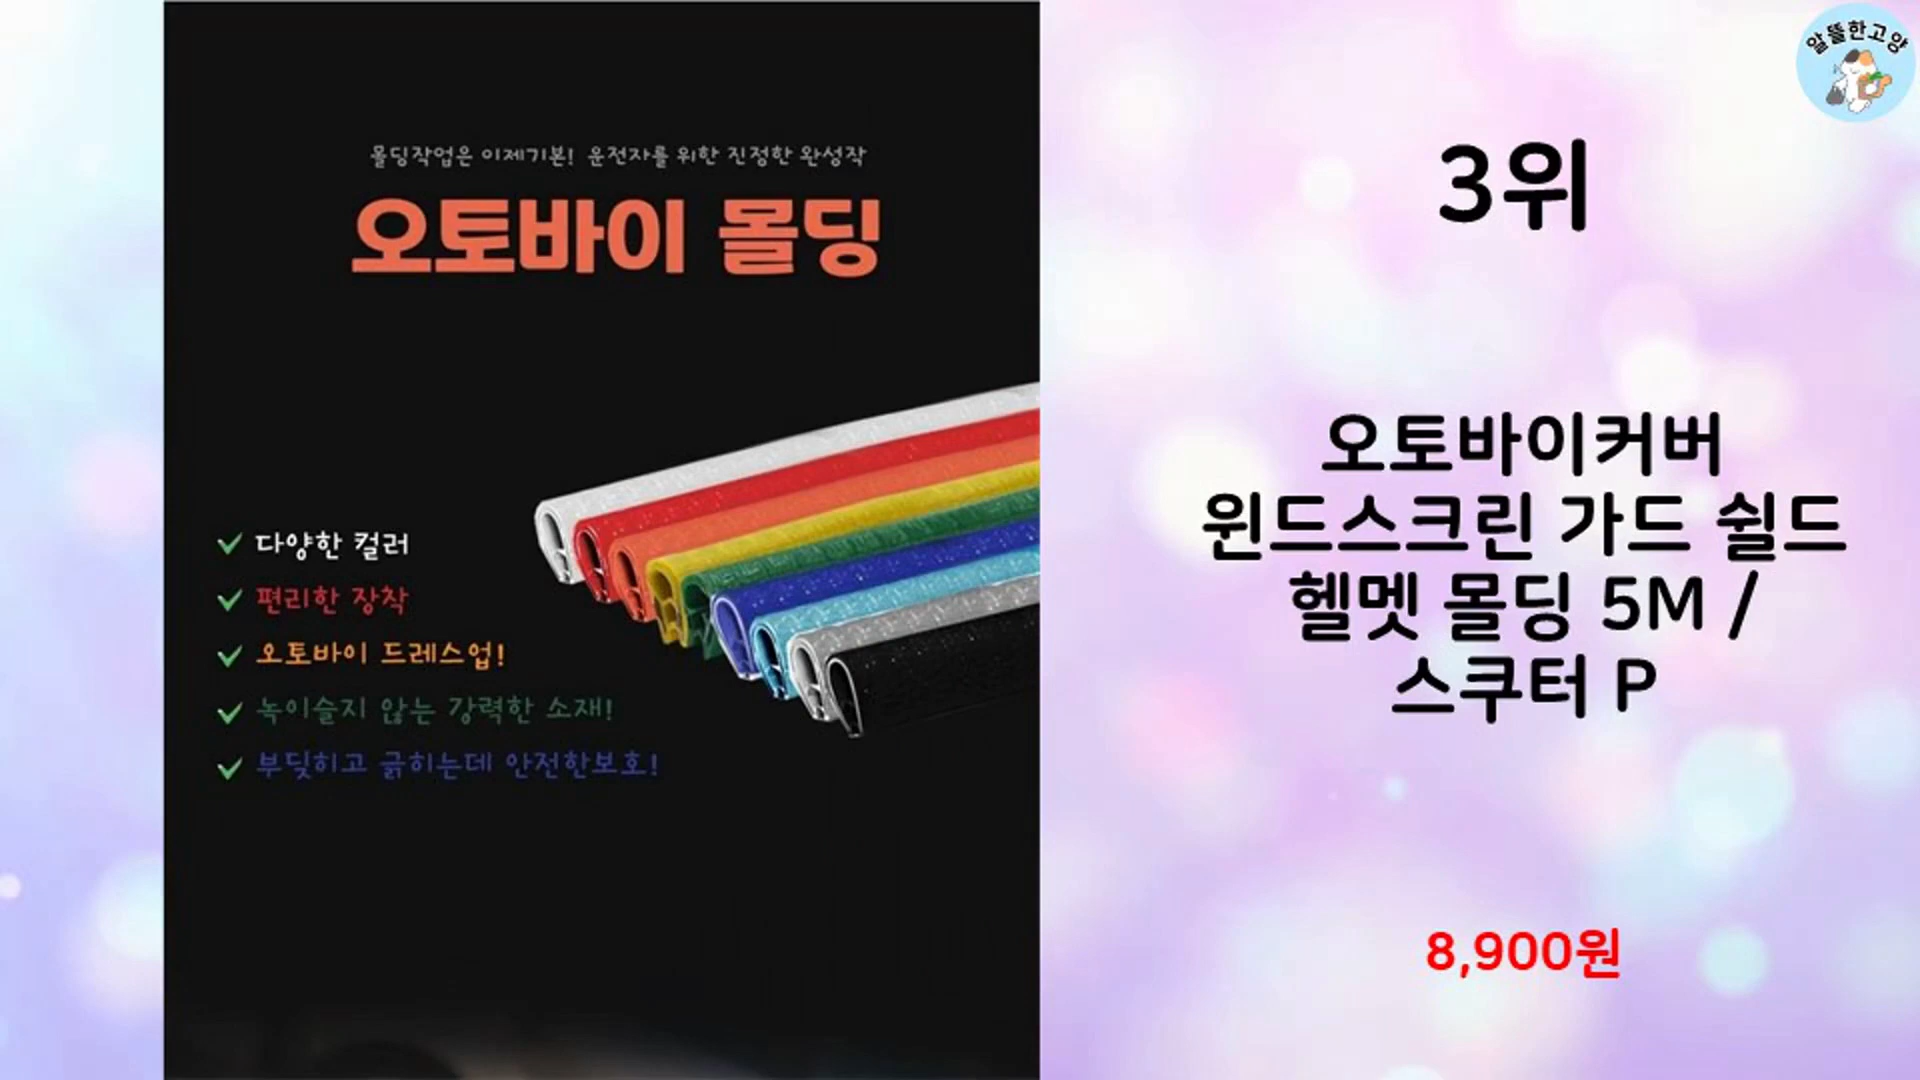 몰딩작업은 이제기본! 운전자를 위한 진정한 완성작
오토바이 몰딩
다양한 컬러
편리한 장착
오토바이 드레스업!
녹이슬지 않는 강력한 소재!
부딪히고 긁히는데 안전한보호!
알뜰한고양
3위
오토바이커버
윈드스크린 가드 쉴드
헬멧 몰딩 5M /
스쿠터 P
8,900원